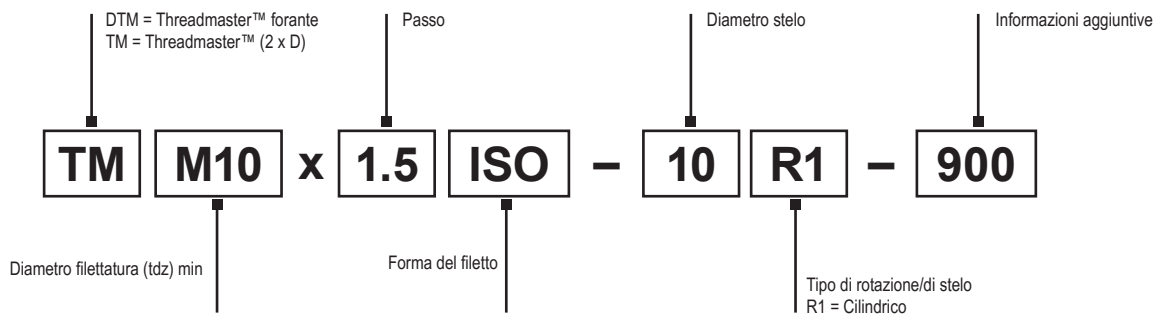 DTM = Threadmaster™ forante
TM = Threadmaster™ (2 x D)
Passo
Diametro stelo
Informazioni aggiuntive
TM M10 x 1.5 ISO – 10 R1 – 900
Diametro filettatura (tdz) min
Forma del filetto
Tipo di rotazione/di stelo
R1 = Cilindrico